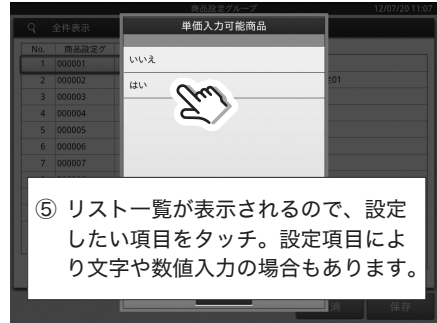 商品設定グループ
12/07/20 11:07
全件表示
単価入力可能商品
No.
商品設定グ
いいえ
1 000001
はい
2 000002
01
3 000003
4 000004
5 000005
6 000006
7 000007
⑤ リスト一覧が表示されるので、設定
したい項目をタッチ。設定項目によ
り文字や数値入力の場合もあります。
消
保存